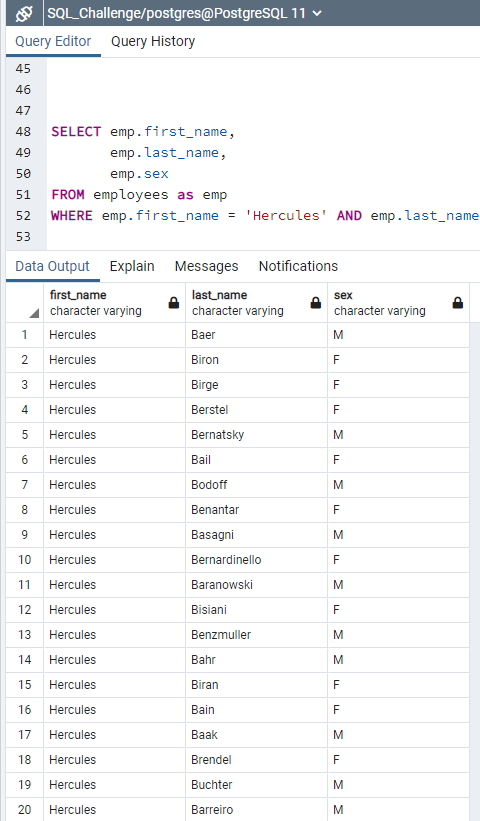 SQL_Challenge/postgres@PostgreSQL 11
Query Editor Query History
45
46
47
48 SELECT emp.first_name,
49 emp.last_name,
50 emp.sex
51 FROM employees as emp
52 WHERE emp.first_name = 'Hercules' AND emp.last_name
53
Data Output Explain Messages Notifications
first_name last_name sex
character varying character varying character varying
1 Hercules Baer M
2 Hercules Biron F
3 Hercules Birge F
4 Hercules Berstel F
5 Hercules Bernatsky M
6 Hercules Bail F
7 Hercules Bodoff M
8 Hercules Benantar F
9 Hercules Basagni M
10 Hercules Bernardinello F
11 Hercules Baranowski M
12 Hercules Bisiani F
13 Hercules Benzmuller M
14 Hercules Bahr M
15 Hercules Biran F
16 Hercules Bain F
17 Hercules Baak M
18 Hercules Brendel F
19 Hercules Buchter M
20 Hercules Barreiro M